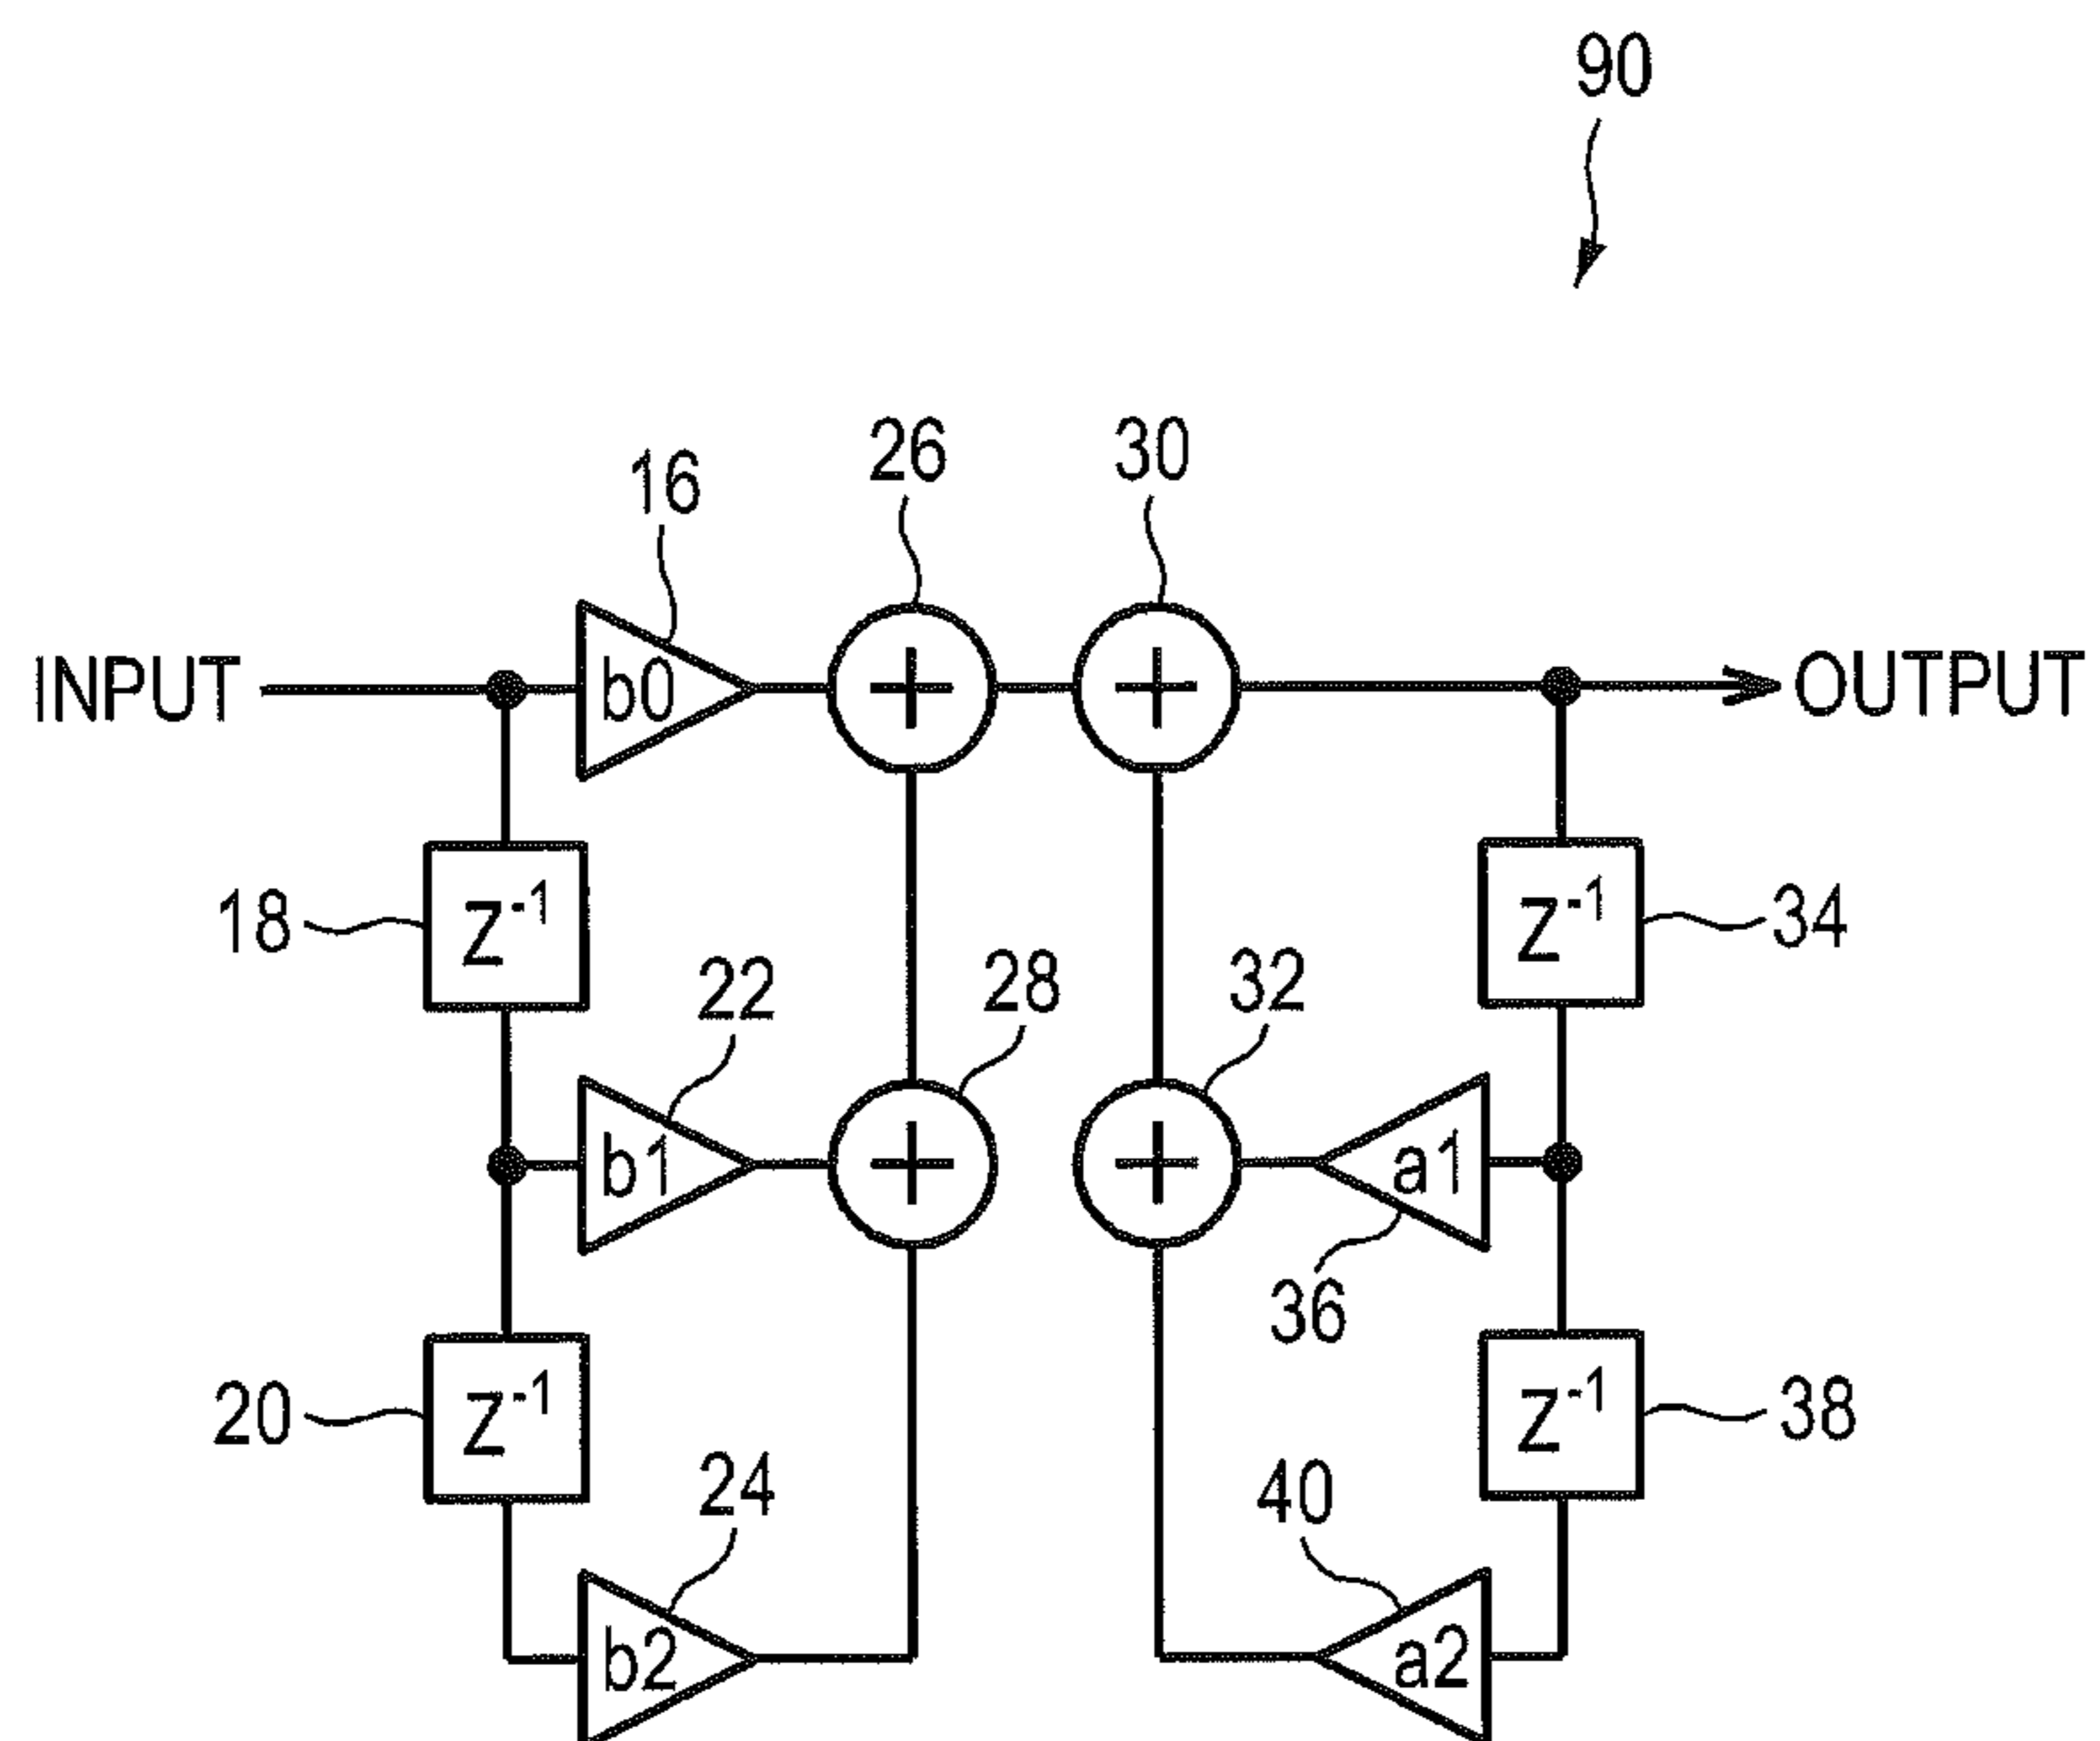 90
26
30
16
INPUT
b0
+
+
OUTPUT
18
Z⁻¹
Z⁻¹
34
22
28
32
b1
+
+
a1
36
20
Z⁻¹
Z⁻¹
38
24
40
b2
a2